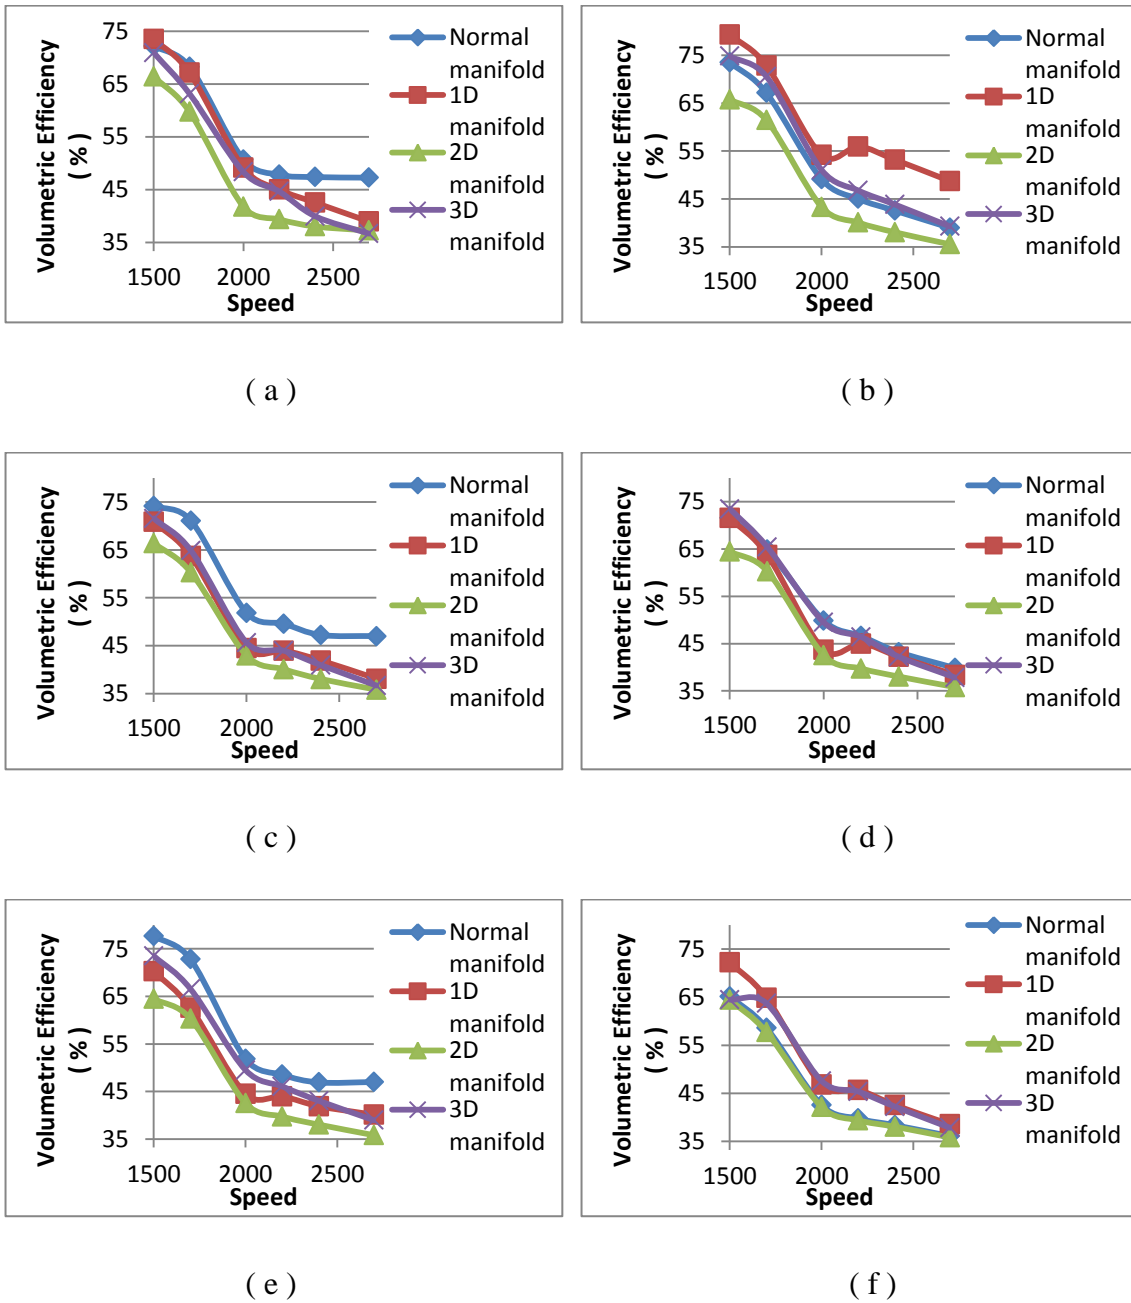 Volumetric Efficiency
( % )
75
65
55
45
35
1500 2000 2500
Speed
Normal
manifold
1D
manifold
2D
manifold
3D
manifold
( a )
Volumetric Efficiency
( % )
75
65
55
45
35
1500 2000 2500
Speed
Normal
manifold
1D
manifold
2D
manifold
3D
manifold
( b )
Volumetric Efficiency
( % )
75
65
55
45
35
1500 2000 2500
Speed
Normal
manifold
1D
manifold
2D
manifold
3D
manifold
( c )
Volumetric Efficiency
( % )
75
65
55
45
35
1500 2000 2500
Speed
Normal
manifold
1D
manifold
2D
manifold
3D
manifold
( d )
Volumetric Efficiency
( % )
75
65
55
45
35
1500 2000 2500
Speed
Normal
manifold
1D
manifold
2D
manifold
3D
manifold
( e )
Volumetric Efficiency
( % )
75
65
55
45
35
1500 2000 2500
Speed
Normal
manifold
1D
manifold
2D
manifold
3D
manifold
( f )